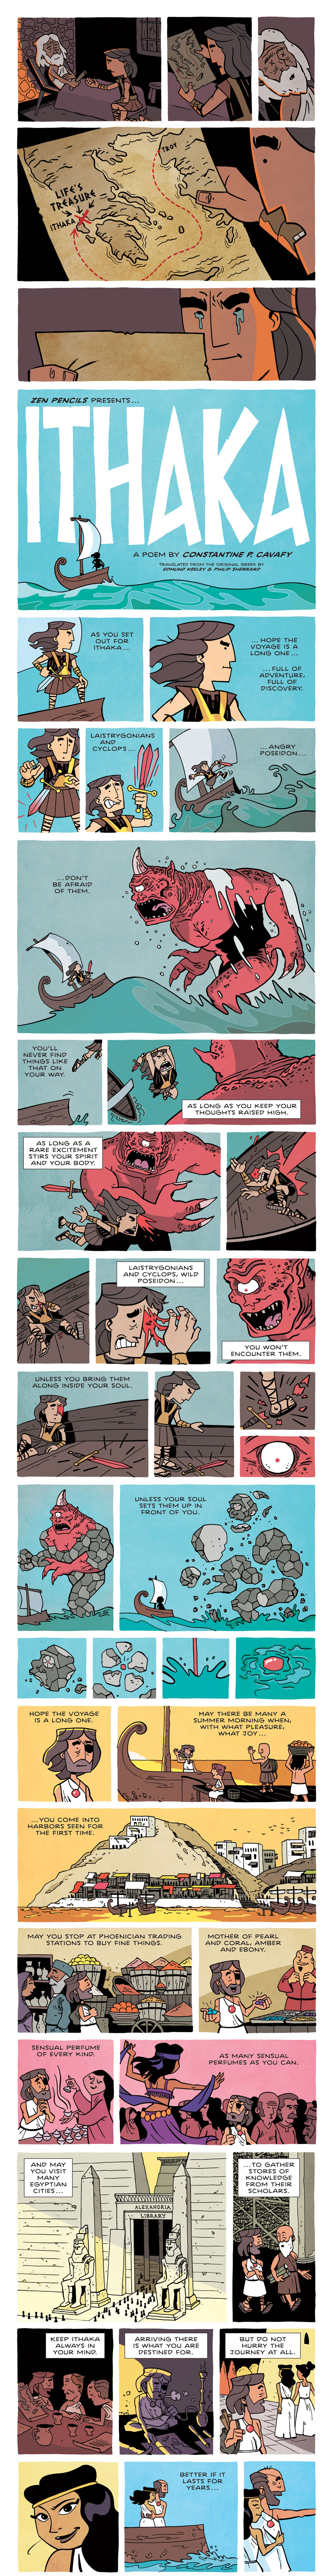 TROY
LIFE'S
TREASURE
ITHAKA
ZEN PENCILS PRESENTS...
ITHAKA
A POEM BY CONSTANTINE P. CAVAFY
TRANSLATED FROM THE ORIGINAL GREEK BY
EDMUND KEELEY & PHILIP SHERRARD
AS YOU SET
OUT FOR
ITHAKA...
...HOPE THE
VOYAGE IS A
LONG ONE...
...FULL OF
ADVENTURE,
FULL OF
DISCOVERY.
LAISTRYGONIANS
AND
CYCLOPS...
...ANGRY
POSEIDON...
...DON'T
BE AFRAID
OF THEM.
YOU'LL
NEVER FIND
THINGS LIKE
THAT ON
YOUR WAY.
AS LONG AS YOU KEEP YOUR
THOUGHTS RAISED HIGH.
AS LONG AS A
RARE EXCITEMENT
STIRS YOUR SPIRIT
AND YOUR BODY.
LAISTRYGONIANS
AND CYCLOPS, WILD
POSEIDON...
YOU WON'T
ENCOUNTER THEM.
UNLESS YOU BRING THEM
ALONG INSIDE YOUR SOUL.
UNLESS YOUR SOUL
SETS THEM UP IN
FRONT OF YOU.
HOPE THE VOYAGE
IS A LONG ONE.
MAY THERE BE MANY A
SUMMER MORNING WHEN,
WITH WHAT PLEASURE,
WHAT JOY...
...YOU COME INTO
HARBORS SEEN FOR
THE FIRST TIME.
MAY YOU STOP AT PHOENICIAN TRADING
STATIONS TO BUY FINE THINGS.
MOTHER OF PEARL
AND CORAL, AMBER
AND EBONY.
SENSUAL PERFUME
OF EVERY KIND.
AS MANY SENSUAL
PERFUMES AS YOU CAN.
AND MAY
YOU VISIT
MANY
EGYPTIAN
CITIES...
ALEXANDRIA
LIBRARY
...TO GATHER
STORES OF
KNOWLEDGE
FROM THEIR
SCHOLARS.
KEEP ITHAKA
ALWAYS IN
YOUR MIND.
ARRIVING THERE
IS WHAT YOU ARE
DESTINED FOR.
BUT DO NOT
HURRY THE
JOURNEY AT ALL.
BETTER IF IT
LASTS FOR
YEARS...